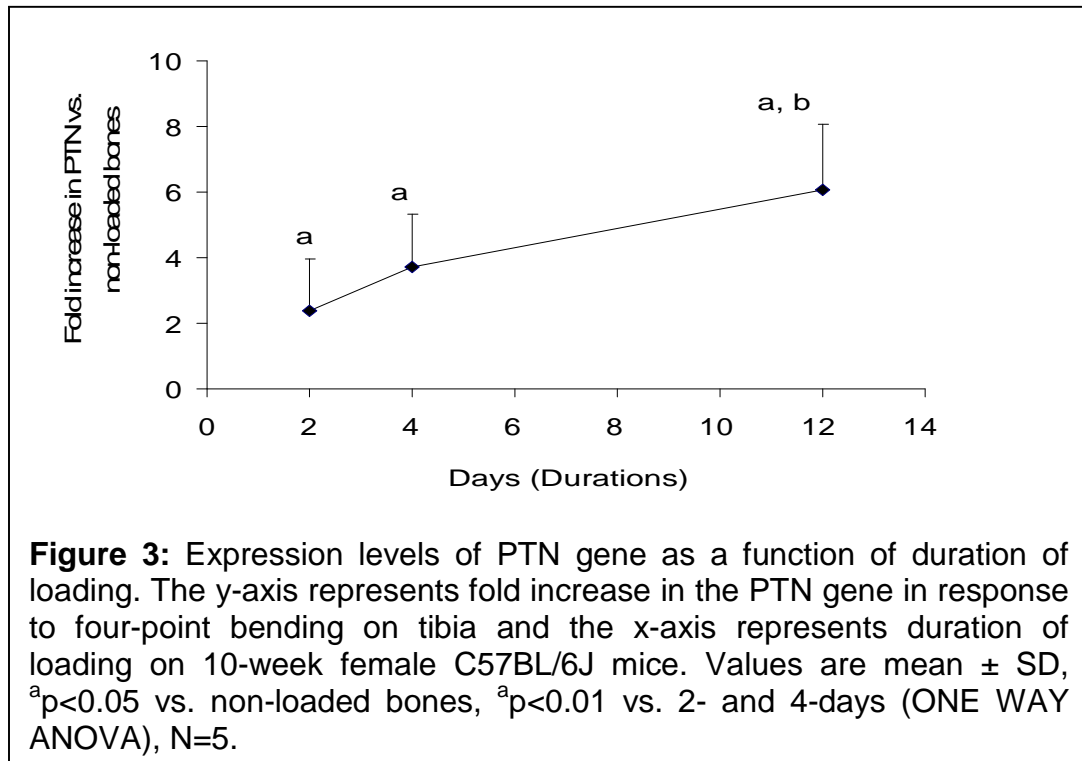 10
8
6
4
2
0
Fold increase in PTN vs.
non-loaded bones
a
a
a, b
0 2 4 6 8 10 12 14
Days (Durations)
Figure 3: Expression levels of PTN gene as a function of duration of
loading. The y-axis represents fold increase in the PTN gene in response
to four-point bending on tibia and the x-axis represents duration of
loading on 10-week female C57BL/6J mice. Values are mean ± SD,
ap<0.05 vs. non-loaded bones, ap<0.01 vs. 2- and 4-days (ONE WAY
ANOVA), N=5.